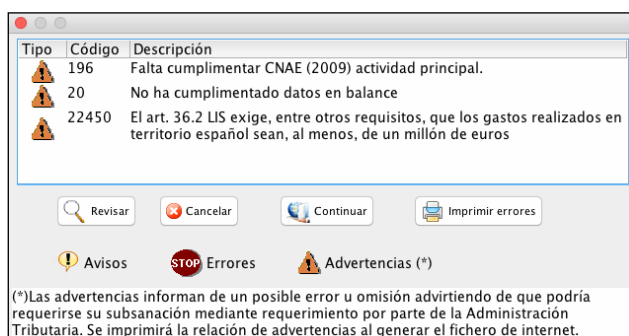 Tipo Código Descripción
196 Falta cumplimentar CNAE (2009) actividad principal.
20 No ha cumplimentado datos en balance
22450 El art. 36.2 LIS exige, entre otros requisitos, que los gastos realizados en
territorio español sean, al menos, de un millón de euros
Revisar Cancelar Continuar Imprimir errores
Avisos STOP Errores Advertencias (*)
(*)Las advertencias informan de un posible error u omisión advirtiendo de que podría
requerirse su subsanación mediante requerimiento por parte de la Administración
Tributaria. Se imprimirá la relación de advertencias al generar el fichero de internet.